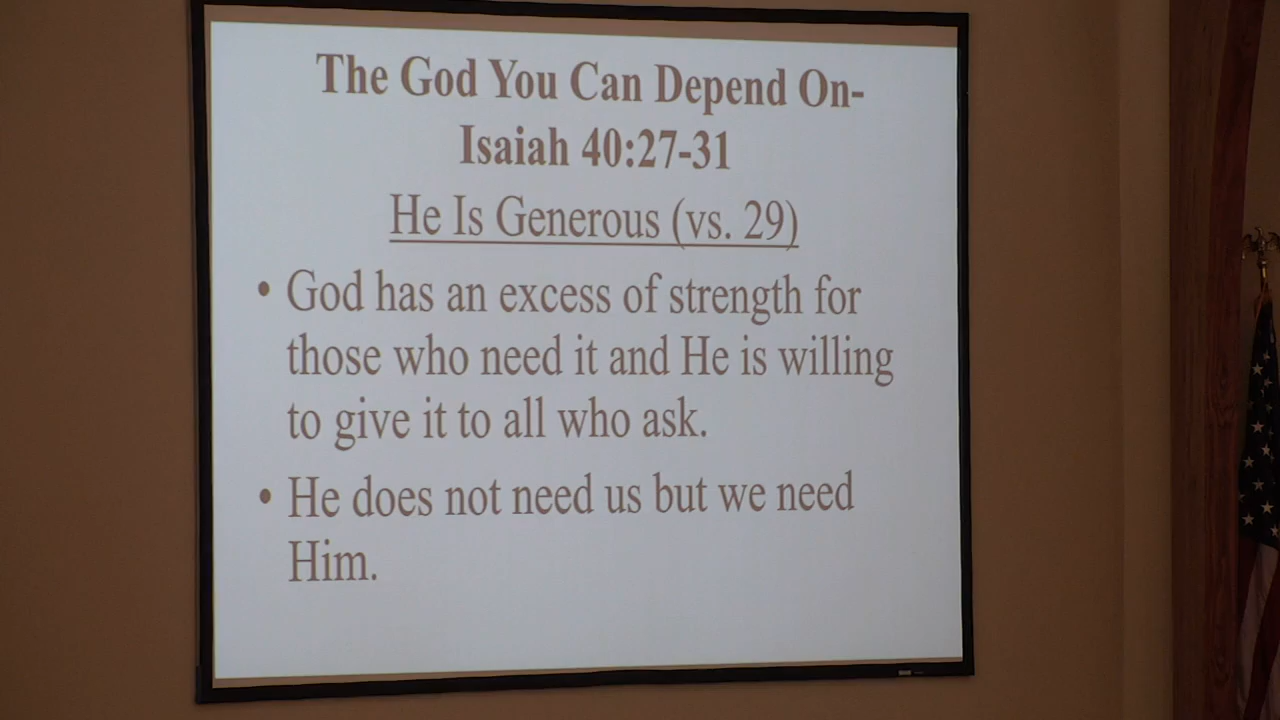 The God You Can Depend On-
Isaiah 40:27-31
He Is Generous (vs. 29)
• God has an excess of strength for
those who need it and He is willing
to give it to all who ask.
• He does not need us but we need
Him.